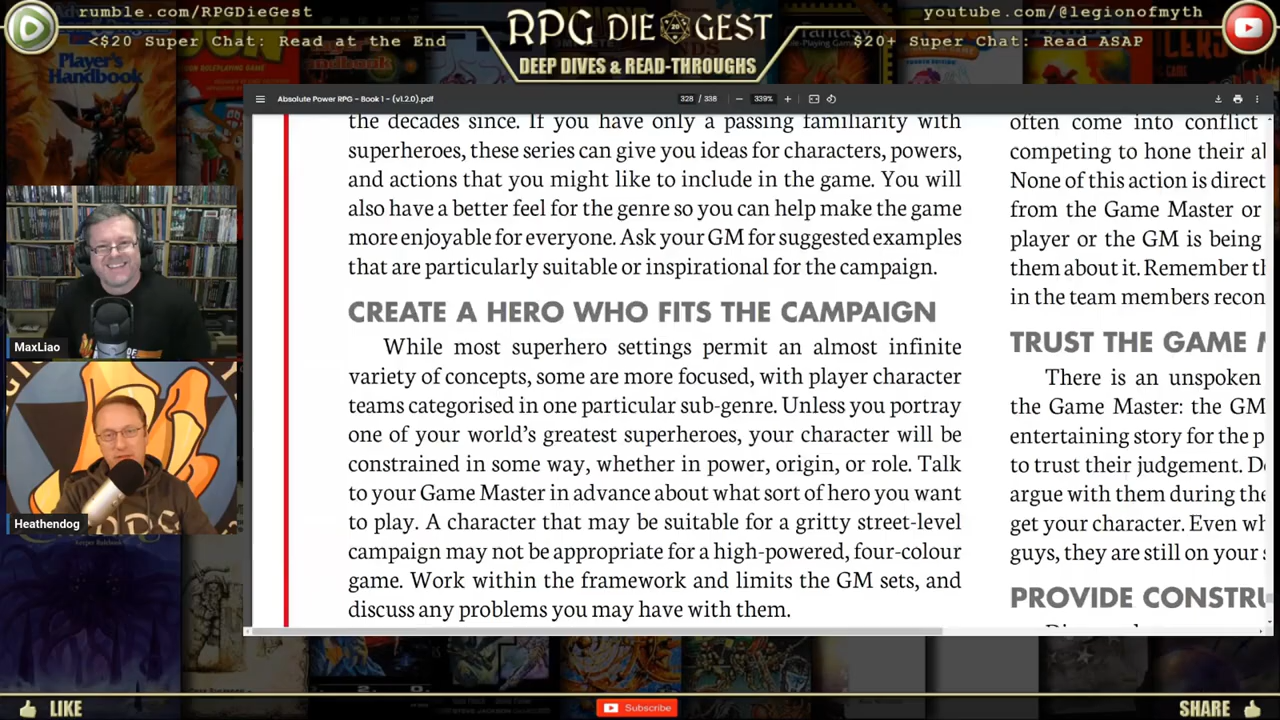 rumble.com/RPGDieGest
<$20 Super Chat: Read at the End
RPG DIE GEST
DEEP DIVES & READ-THROUGHS
youtube.com/@legionofmyth
$20+ Super Chat: Read ASAP
Player's
Handbook
Absolute Power RPG - Book 1 - (v1.2.0).pdf
328 / 338
339%
the decades since. If you have only a passing familiarity with
superheroes, these series can give you ideas for characters, powers,
and actions that you might like to include in the game. You will
also have a better feel for the genre so you can help make the game
more enjoyable for everyone. Ask your GM for suggested examples
that are particularly suitable or inspirational for the campaign.
CREATE A HERO WHO FITS THE CAMPAIGN
While most superhero settings permit an almost infinite
variety of concepts, some are more focused, with player character
teams categorised in one particular sub-genre. Unless you portray
one of your world's greatest superheroes, your character will be
constrained in some way, whether in power, origin, or role. Talk
to your Game Master in advance about what sort of hero you want
to play. A character that may be suitable for a gritty street-level
campaign may not be appropriate for a high-powered, four-colour
game. Work within the framework and limits the GM sets, and
discuss any problems you may have with them.
often come into conflict
competing to hone their al
None of this action is direct
from the Game Master or
player or the GM is being
them about it. Remember th
in the team members recon
TRUST THE GAME M
There is an unspoken
the Game Master: the GM
entertaining story for the p
to trust their judgement. Do
argue with them during the
get your character. Even wh
guys, they are still on your s
PROVIDE CONSTRU
MaxLiao
Heathendog
LIKE
Subscribe
SHARE